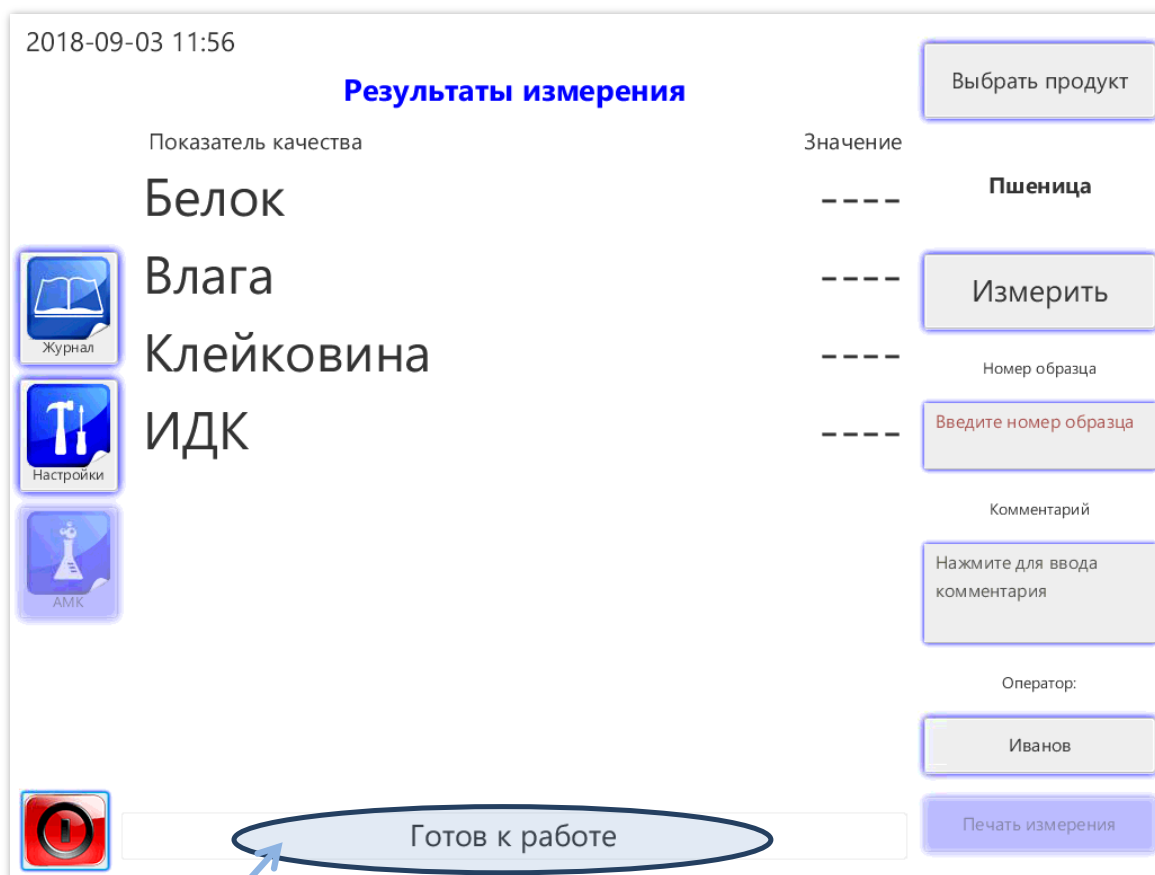 2018-09-03 11:56
Результаты измерения
Показатель качества Значение
Белок ----
Влага ----
Клейковина ----
ИДК ----
Журнал
Настройки
АМК
Готов к работе
Выбрать продукт
Пшеница
Измерить
Номер образца
Введите номер образца
Комментарий
Нажмите для ввода
комментария
Оператор:
Иванов
Печать измерения